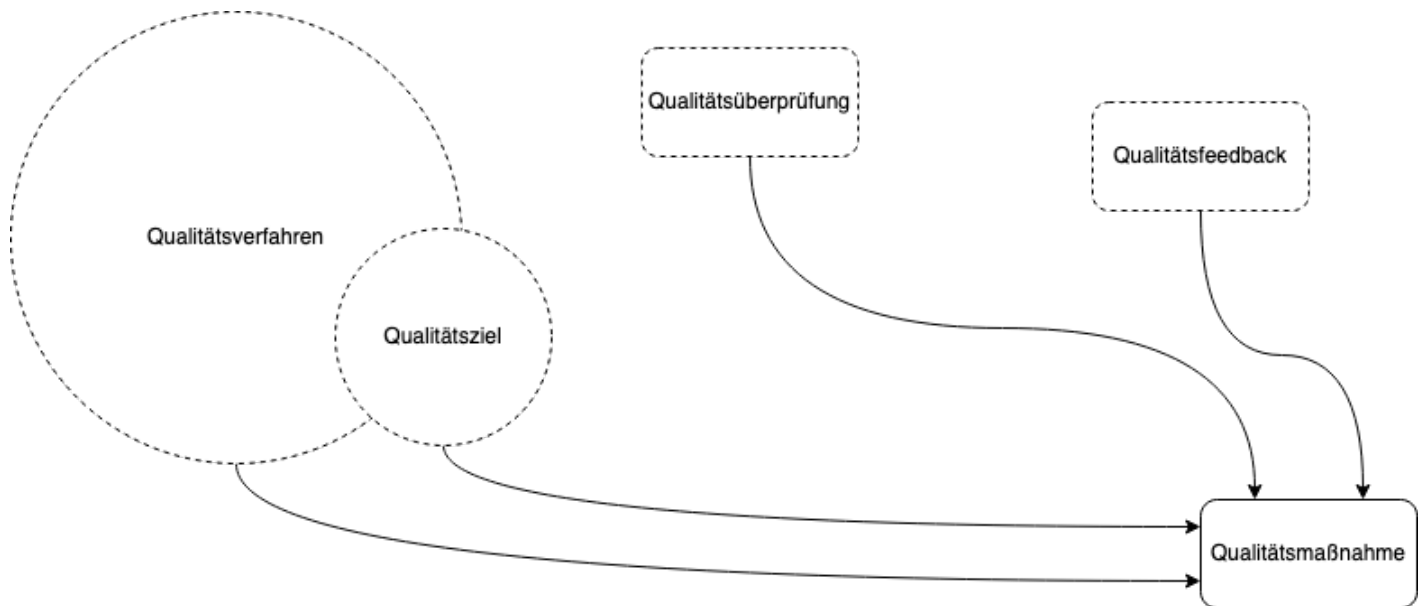 Qualitätsüberprüfung
Qualitätsfeedback
Qualitätsverfahren
Qualitätsziel
Qualitätsmaßnahme